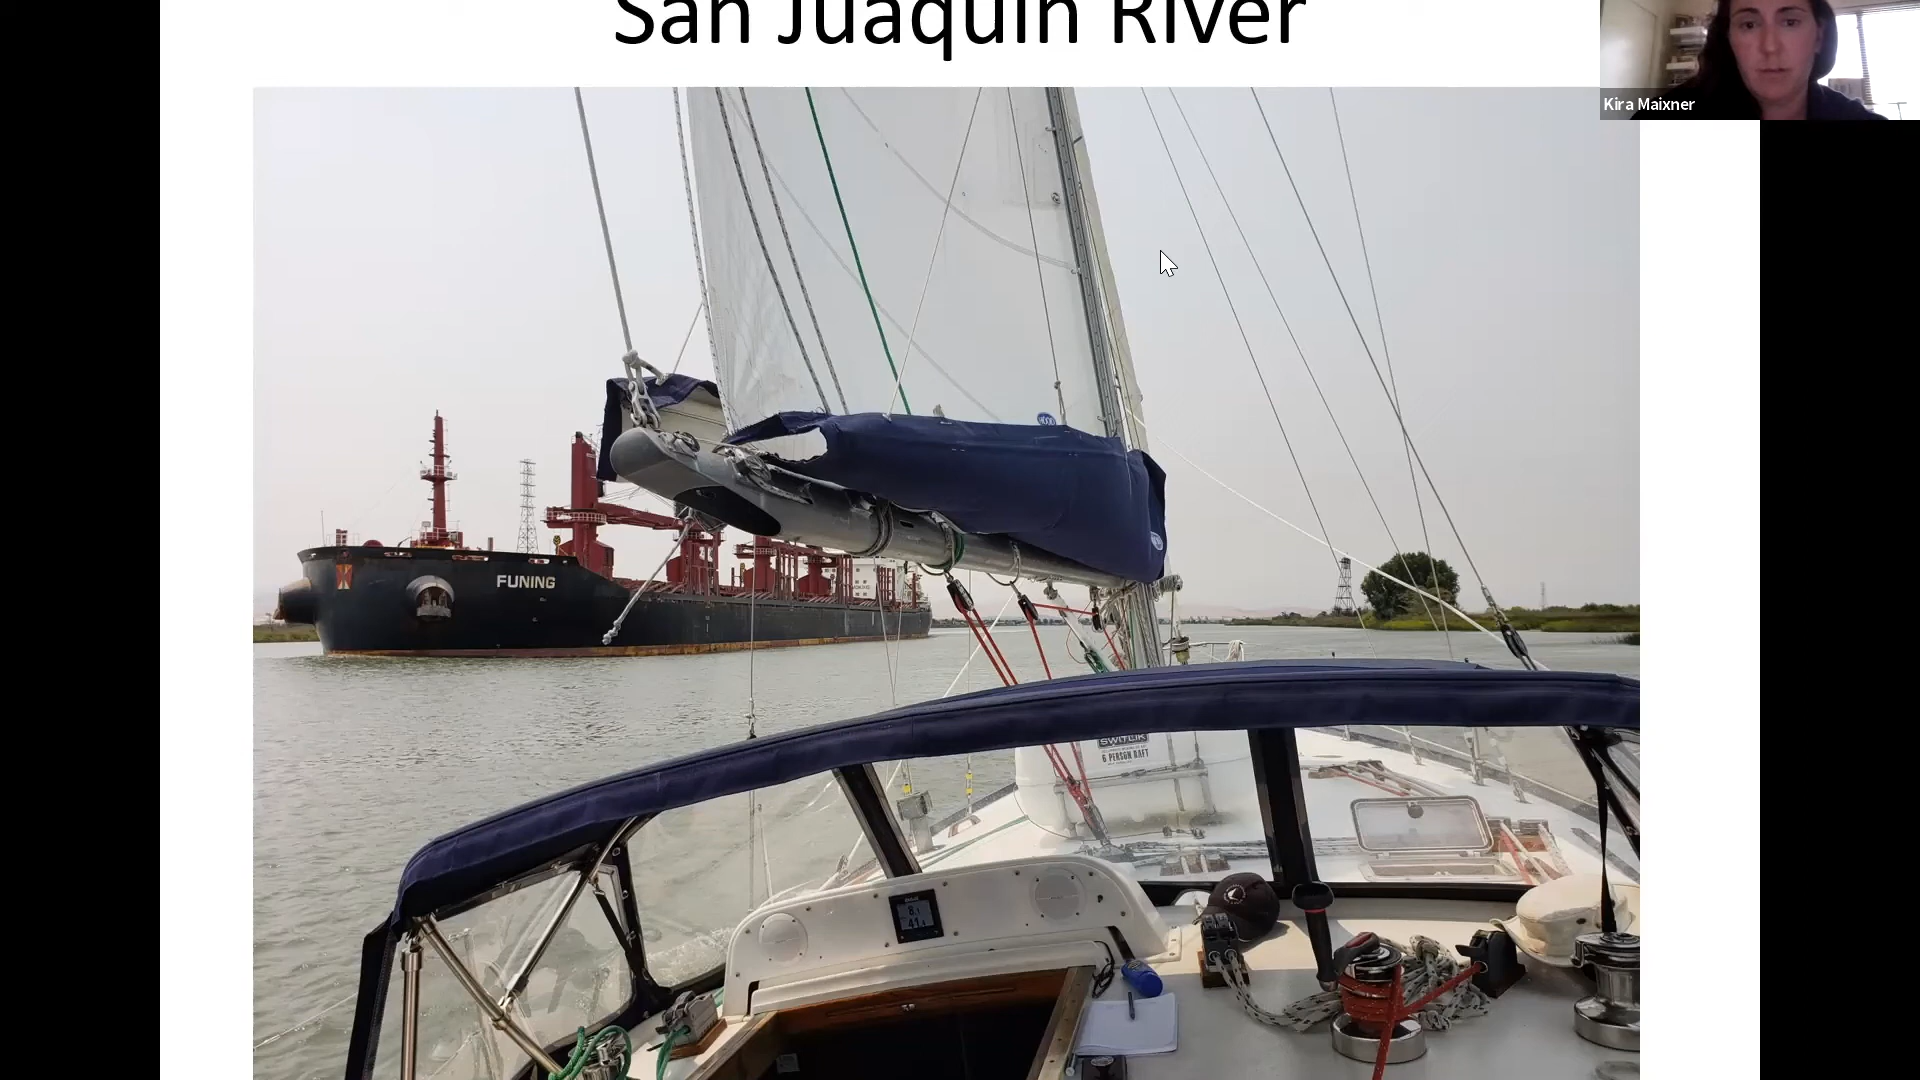 San Juaquin River
Kira Maixner
FUNING
SWITLIK
6 PERSON RAFT